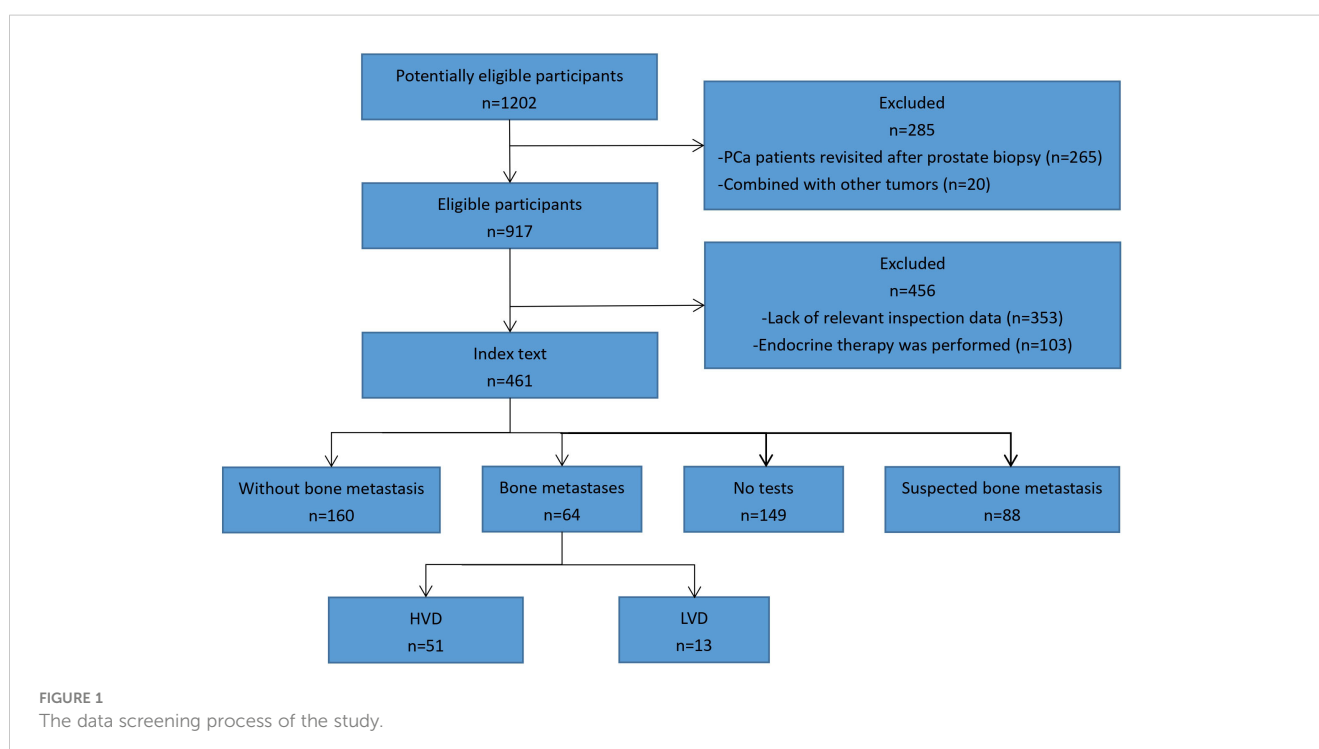 Potentially eligible participants
n=1202
Excluded
n=285
-PCa patients revisited after prostate biopsy (n=265)
-Combined with other tumors (n=20)
Eligible participants
n=917
Excluded
n=456
-Lack of relevant inspection data (n=353)
-Endocrine therapy was performed (n=103)
Index text
n=461
Without bone metastasis
n=160
Bone metastases
n=64
No tests
n=149
Suspected bone metastasis
n=88
HVD
n=51
LVD
n=13
FIGURE 1
The data screening process of the study.